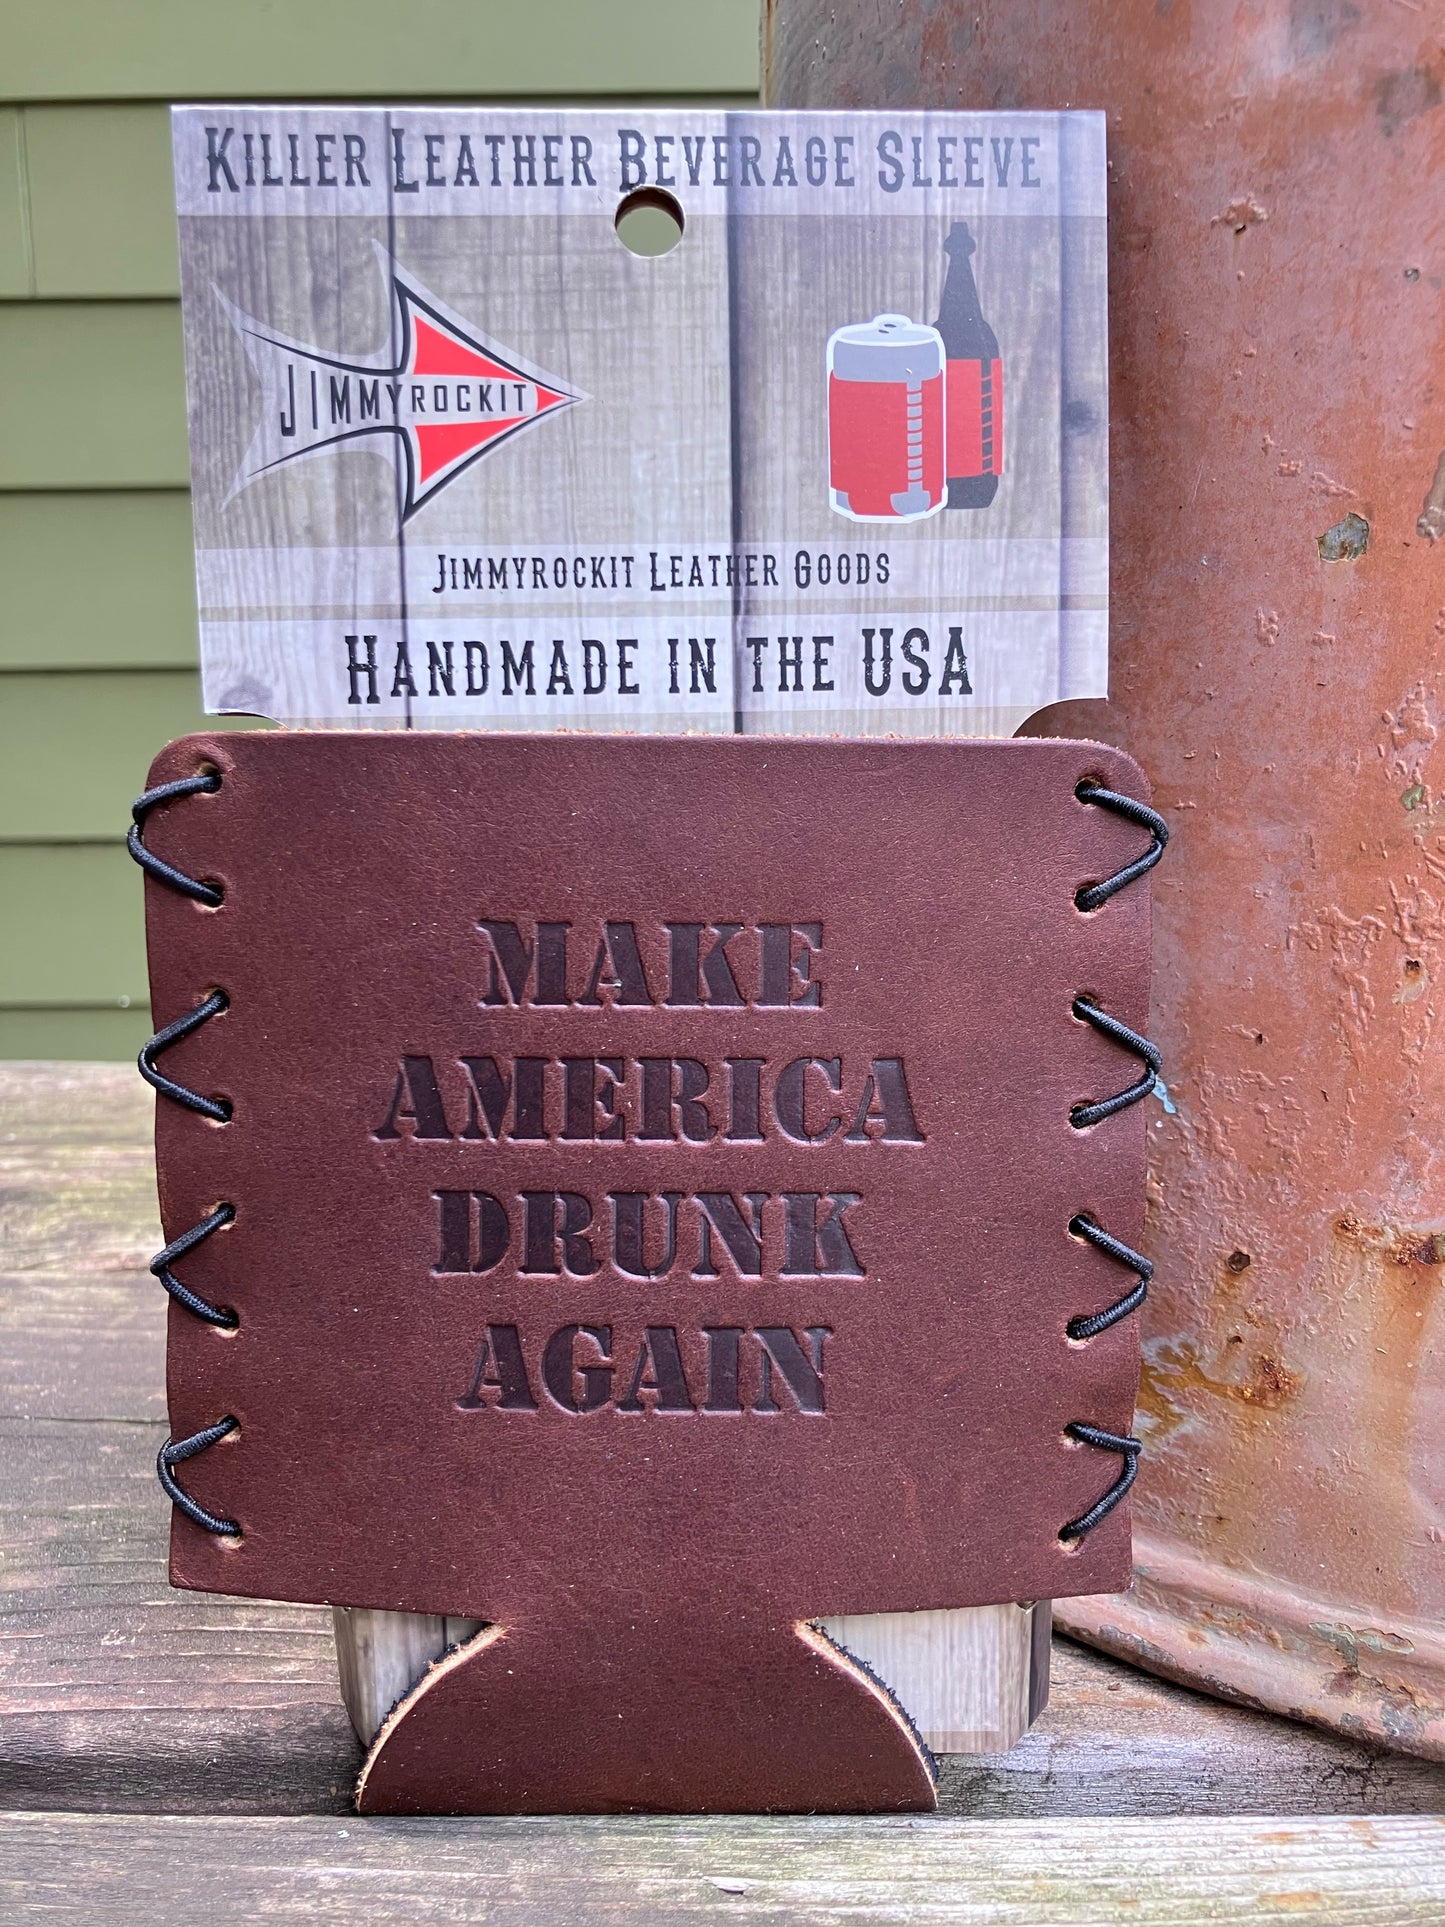 Killer Leather Beverage Sleeve
JIMMYROCKIT
Jimmyrockit Leather Goods
Handmade in the USA
MAKE
AMERICA
DRUNK
AGAIN